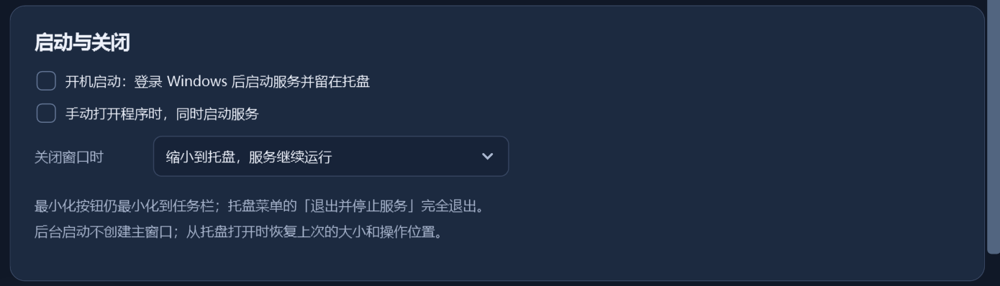 启动与关闭
开机启动：登录 Windows 后启动服务并留在托盘
手动打开程序时，同时启动服务
关闭窗口时 缩小到托盘，服务继续运行
最小化按钮仍最小化到任务栏；托盘菜单的「退出并停止服务」完全退出。
后台启动不创建主窗口；从托盘打开时恢复上次的大小和操作位置。